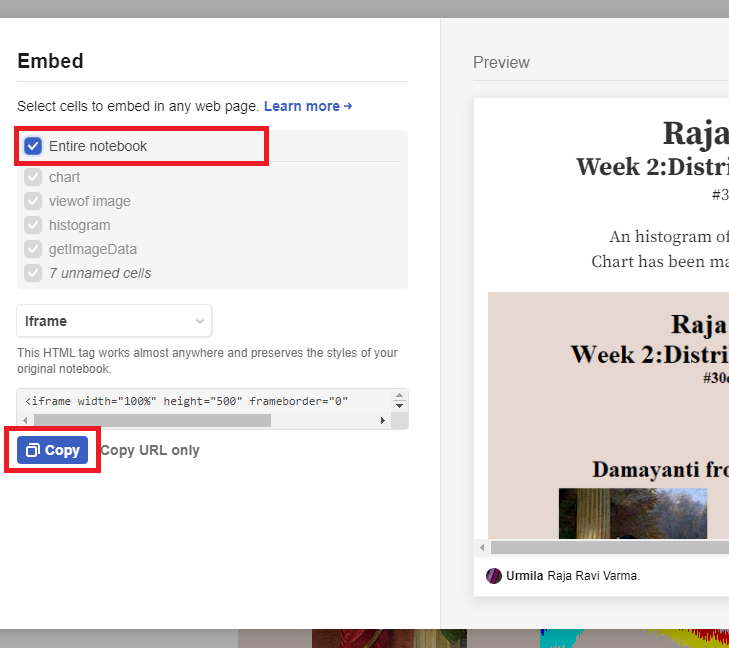 Embed
Select cells to embed in any web page. Learn more →
Entire notebook
chart
viewof image
histogram
getImageData
7 unnamed cells
Iframe
This HTML tag works almost anywhere and preserves the styles of your
original notebook.
<iframe width="100%" height="500" frameborder="0"
Copy
Copy URL only
Preview
Raja
Week 2:Distri
#3
An histogram of
Chart has been ma
Raja
Week 2:Distri
#30
Damayanti fro
Urmila Raja Ravi Varma.